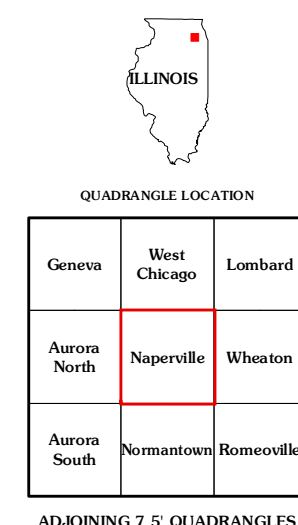 ILLINOIS
QUADRANGLE LOCATION
Geneva
West
Chicago
Lombard
Aurora
North
Naperville
Wheaton
Aurora
South
Normantown
Romeoville
ADJOINING 7.5' QUADRANGLES